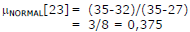 μNORMAL[23] = (35-32)/(35-27)
= 3/8 = 0,375